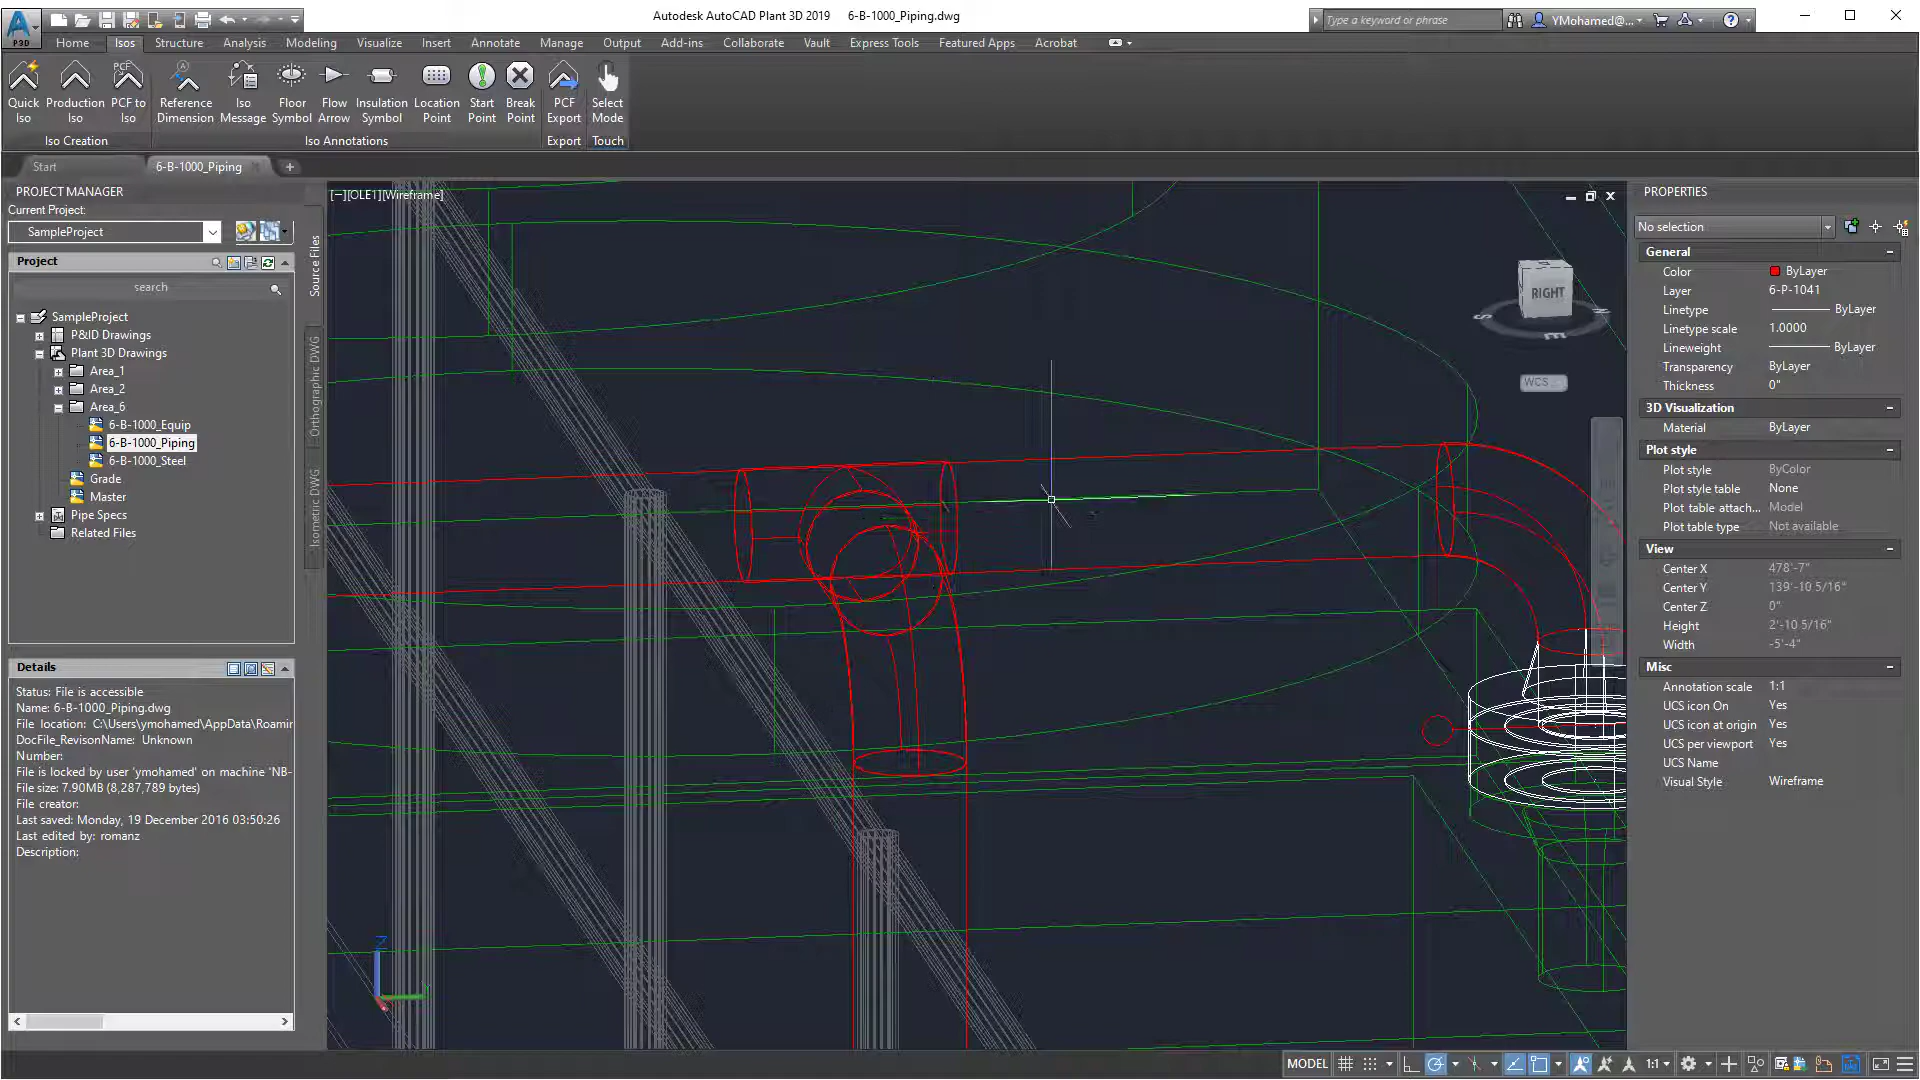 Autodesk AutoCAD Plant 3D 2019 6-B-1000_Piping.dwg
Type a keyword or phrase
YMohamed@...
P3D
Home Isos Structure Analysis Modeling Visualize Insert Annotate Manage Output Add-ins Collaborate Vault Express Tools Featured Apps Acrobat
Quick Iso
Production Iso
PCF
PCF to Iso
Reference Dimension
Iso Message
Floor Symbol
Flow Arrow
Insulation Symbol
Location Point
Start Point
Break Point
PCF Export
Select Mode
Iso Creation
Iso Annotations
Export
Touch
Start
6-B-1000_Piping
PROJECT MANAGER
Current Project:
SampleProject
Project
search
SampleProject
P&ID Drawings
Plant 3D Drawings
Area_1
Area_2
Area_6
6-B-1000_Equip
6-B-1000_Piping
6-B-1000_Steel
Grade
Master
Pipe Specs
Related Files
Source Files
Orthographic DWG
Isometric DWG
Details
Status: File is accessible
Name: 6-B-1000_Piping.dwg
File location: C:\Users\ymohamed\AppData\Roamir
DocFile_RevisonName: Unknown
Number:
File is locked by user 'ymohamed' on machine 'NB-
File size: 7.90MB (8,287,789 bytes)
File creator:
Last saved: Monday, 19 December 2016 03:50:26
Last edited by: romanz
Description:
[−][OLE1][Wireframe]
RIGHT
S
E
N
WCS
Z
PROPERTIES
No selection
General
Color ByLayer
Layer 6-P-1041
Linetype ByLayer
Linetype scale 1.0000
Lineweight ByLayer
Transparency ByLayer
Thickness 0"
3D Visualization
Material ByLayer
Plot style
Plot style ByColor
Plot style table None
Plot table attach... Model
Plot table type Not available
View
Center X 478'-7"
Center Y 139'-10 5/16"
Center Z 0"
Height 2'-10 5/16"
Width -5'-4"
Misc
Annotation scale 1:1
UCS icon On Yes
UCS icon at origin Yes
UCS per viewport Yes
UCS Name
Visual Style Wireframe
MODEL
1:1